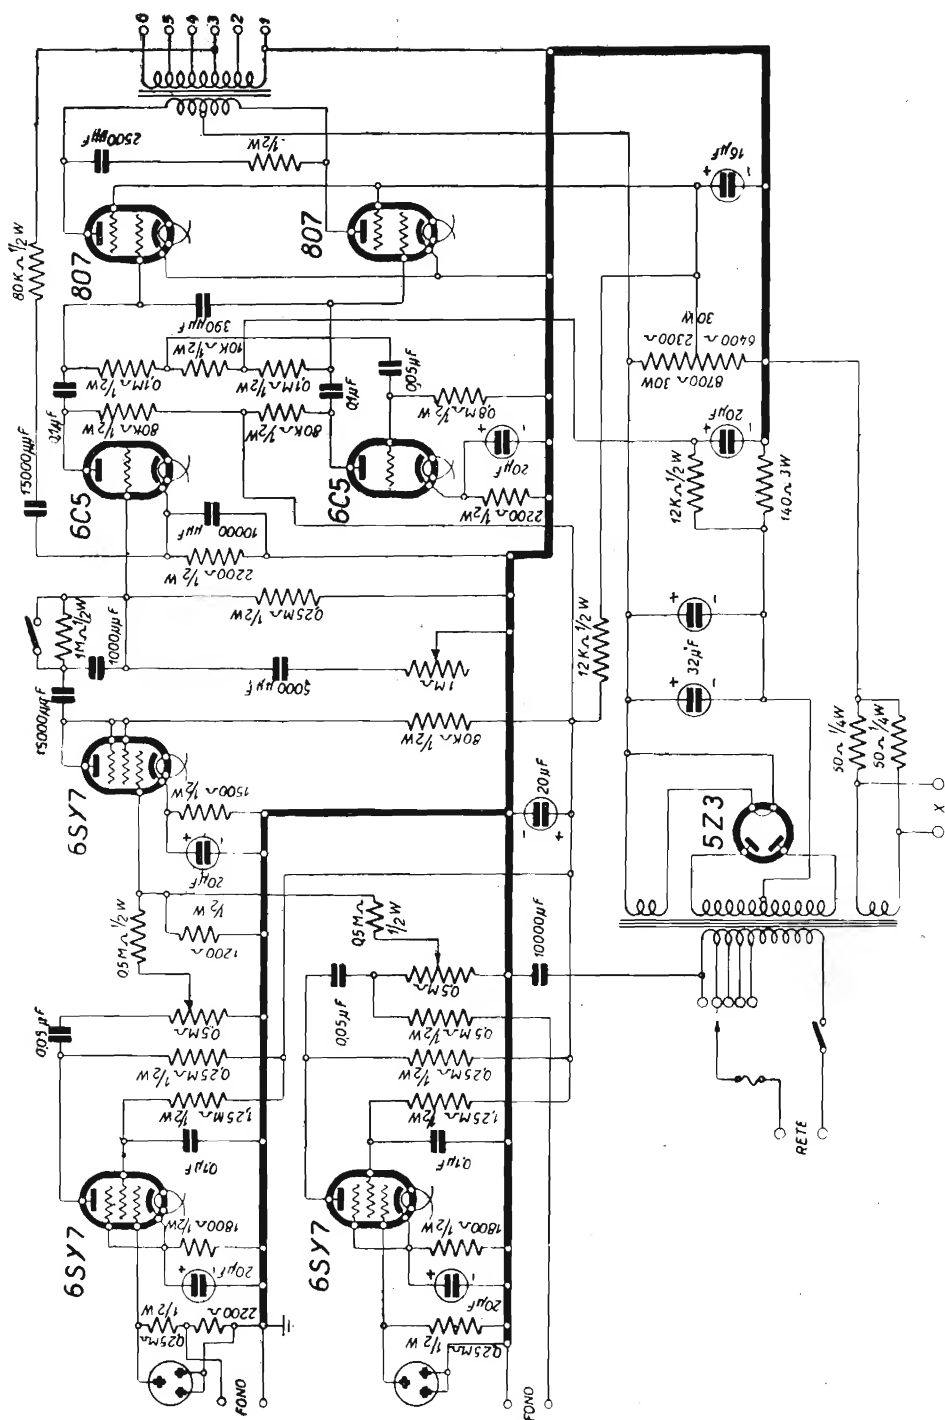 6
5
4
3
2
1
2500µµF
½W
80KΩ ½W
807
807
16µF
+
-
390µµF
10KΩ ½W
0,1MΩ ½W
0,1MΩ ½W
0,05µF
30W
2300Ω
6400Ω
8700Ω
30W
0,1µF
80KΩ ½W
80KΩ ½W
0,1µF
0,8MΩ ½W
20µF
+
-
15000µµF
6C5
6C5
20µF
+
-
12KΩ ½W
140Ω 3W
10000 µµF
2200Ω ½W
2200Ω ½W
1MΩ ½W
1000µµF
0,25MΩ ½W
5000µµF
1MΩ
12KΩ ½W
+
-
32µF
+
-
15000µµF
80KΩ ½W
6SY7
1500Ω ½W
20µF
+
-
20µF
-
+
5Z3
50Ω ¼W
50Ω ¼W
X
0,5MΩ ½W
½W
1200Ω
0,5MΩ ½W
10000µF
0,05µF
0,5MΩ
0,25MΩ ½W
1,25MΩ ½W
0,05µF
0,5MΩ
0,5MΩ ½W
0,25MΩ ½W
1,25MΩ ½W
0,1µF
0,1µF
RETE
6SY7
1800Ω ½W
20µF
+
-
6SY7
1800Ω ½W
20µF
+
-
0,25MΩ ½W
2200Ω
0,25MΩ ½W
FONO
FONO